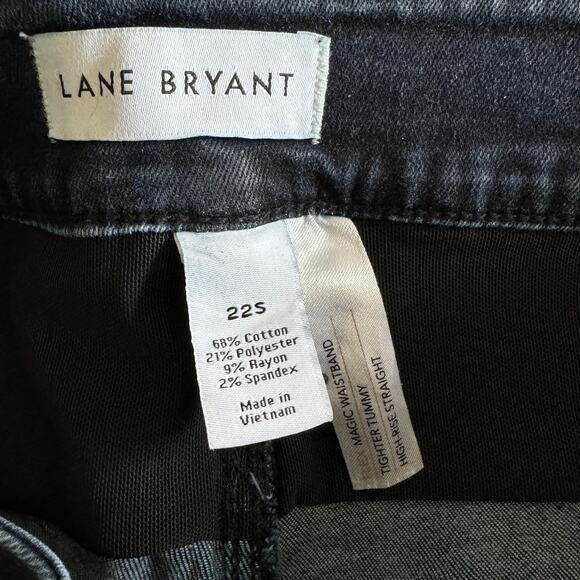 LANE BRYANT
22S
68% Cotton
21% Polyester
9% Rayon
2% Spandex
Made in
Vietnam
MAGIC WAISTBAND
TIGHTER TUMMY
HIGH-RISE STRAIGHT